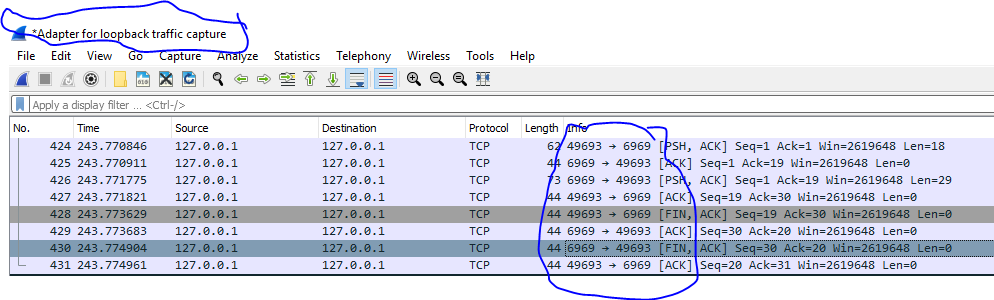 *Adapter for loopback traffic capture
File Edit View Go Capture Analyze Statistics Telephony Wireless Tools Help
Apply a display filter ... <Ctrl-/>
No. Time Source Destination Protocol Length Info
424 243.770846 127.0.0.1 127.0.0.1 TCP 62 49693 → 6969 [PSH, ACK] Seq=1 Ack=1 Win=2619648 Len=18
425 243.770911 127.0.0.1 127.0.0.1 TCP 44 6969 → 49693 [ACK] Seq=1 Ack=19 Win=2619648 Len=0
426 243.771775 127.0.0.1 127.0.0.1 TCP 73 6969 → 49693 [PSH, ACK] Seq=1 Ack=19 Win=2619648 Len=29
427 243.771821 127.0.0.1 127.0.0.1 TCP 44 49693 → 6969 [ACK] Seq=19 Ack=30 Win=2619648 Len=0
428 243.773629 127.0.0.1 127.0.0.1 TCP 44 49693 → 6969 [FIN, ACK] Seq=19 Ack=30 Win=2619648 Len=0
429 243.773683 127.0.0.1 127.0.0.1 TCP 44 6969 → 49693 [ACK] Seq=30 Ack=20 Win=2619648 Len=0
430 243.774904 127.0.0.1 127.0.0.1 TCP 44 6969 → 49693 [FIN, ACK] Seq=30 Ack=20 Win=2619648 Len=0
431 243.774961 127.0.0.1 127.0.0.1 TCP 44 49693 → 6969 [ACK] Seq=20 Ack=31 Win=2619648 Len=0